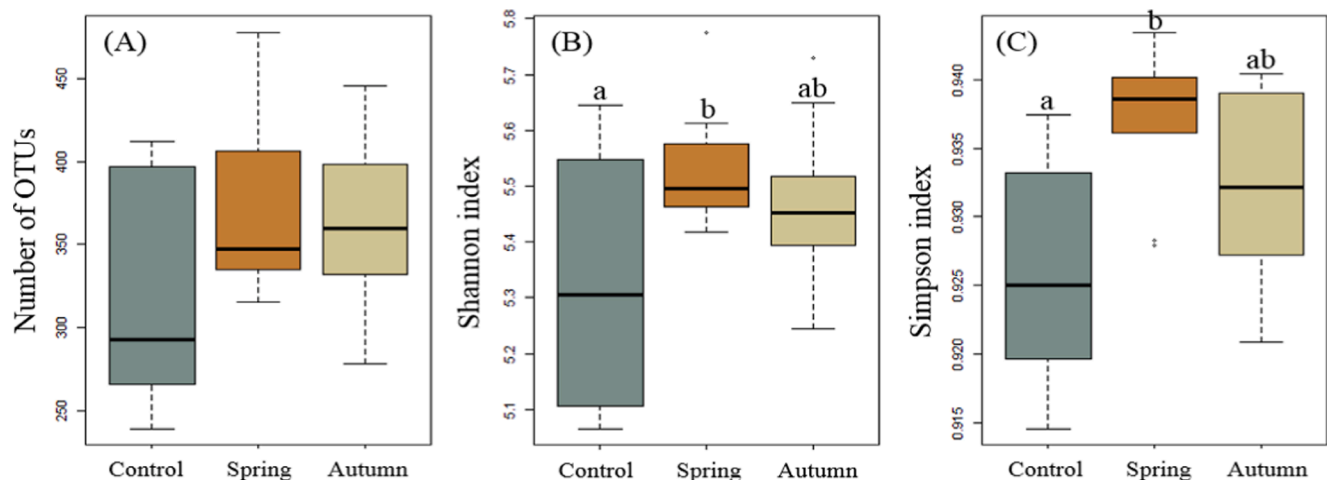 (A)
Number of OTUs
450
400
350
300
250
Control Spring Autumn
(B)
Shannon index
5.8
5.7
5.6
5.5
5.4
5.3
5.2
5.1
a b ab
Control Spring Autumn
(C)
Simpson index
0.940
0.935
0.930
0.925
0.920
0.915
a b ab
Control Spring Autumn